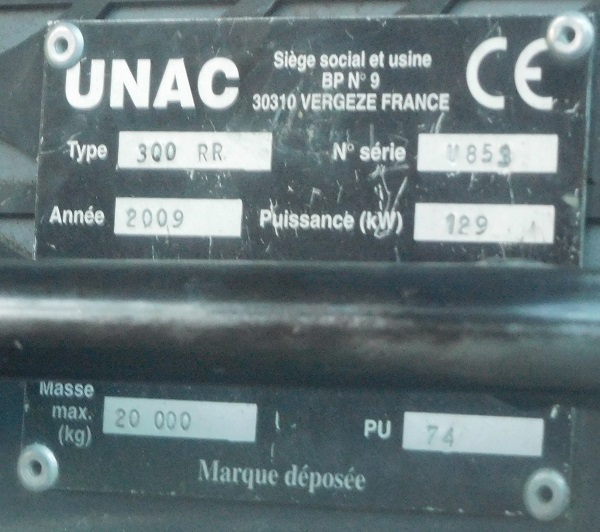 UNAC
Siège social et usine
BP N° 9
30310 VERGEZE FRANCE
CE
Type 300 RR N° série V853
Année 2009 Puissance (kW) 129
Masse
max.
(kg) 20 000 PU 74
Marque déposée